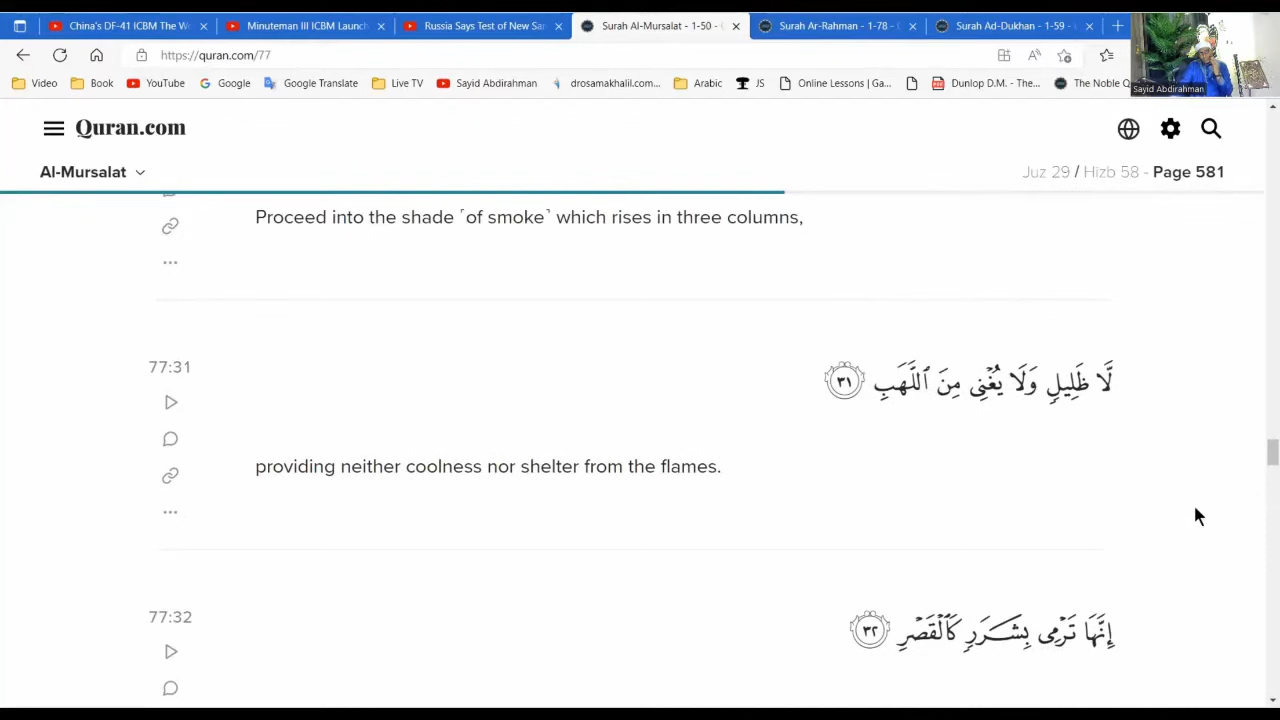 China's DF-41 ICBM The W
Minuteman III ICBM Launch
Russia Says Test of New Sar
Surah Al-Mursalat - 1-50 -
Surah Ar-Rahman - 1-78 -
Surah Ad-Dukhan - 1-59 -
https://quran.com/77
Sayid Abdirahman
Video
Book
YouTube
Google
Google Translate
Live TV
Sayid Abdirahman
drosamakhalil.com...
Arabic
JS
Online Lessons | Ga...
Dunlop D.M. - The...
The Noble Q
Quran.com
Al-Mursalat
Juz 29 / Hizb 58 - Page 581
Proceed into the shade ˹of smoke˺ which rises in three columns,
77:31
لَّا ظَلِيلٍ وَلَا يُغْنِى مِنَ ٱللَّهَبِ ٣١
providing neither coolness nor shelter from the flames.
77:32
إِنَّهَا تَرْمِى بِشَرَرٍ كَٱلْقَصْرِ ٣٢